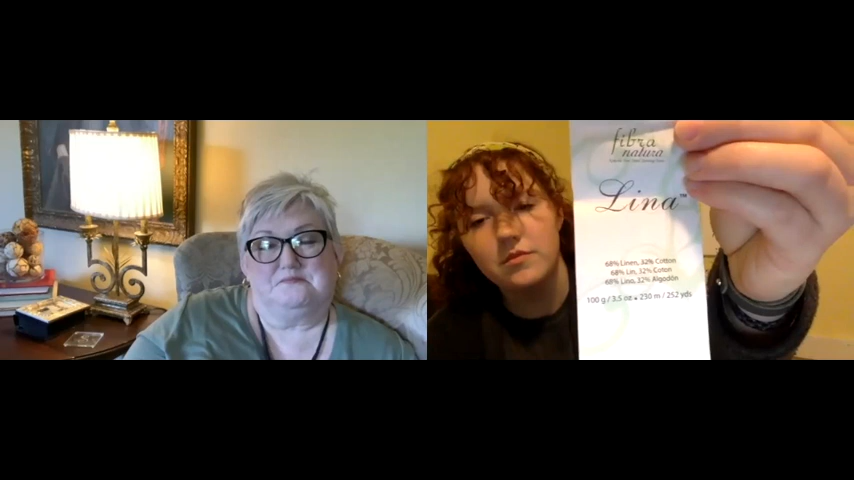 fibra
natura
Lina™
68% Linen, 32% Cotton
68% Lin, 32% Coton
68% Lino, 32% Algodón
100 g / 3.5 oz • 230 m / 252 yds